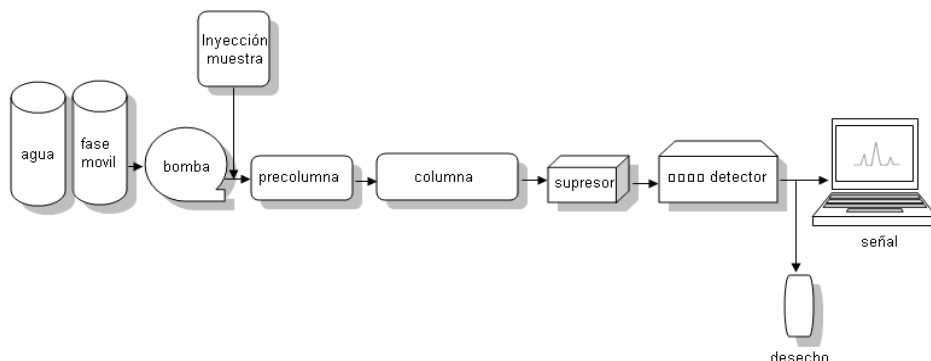 Inyección
muestra
agua
fase
movil
bomba
precolumna
columna
supresor
detector
señal
desecho